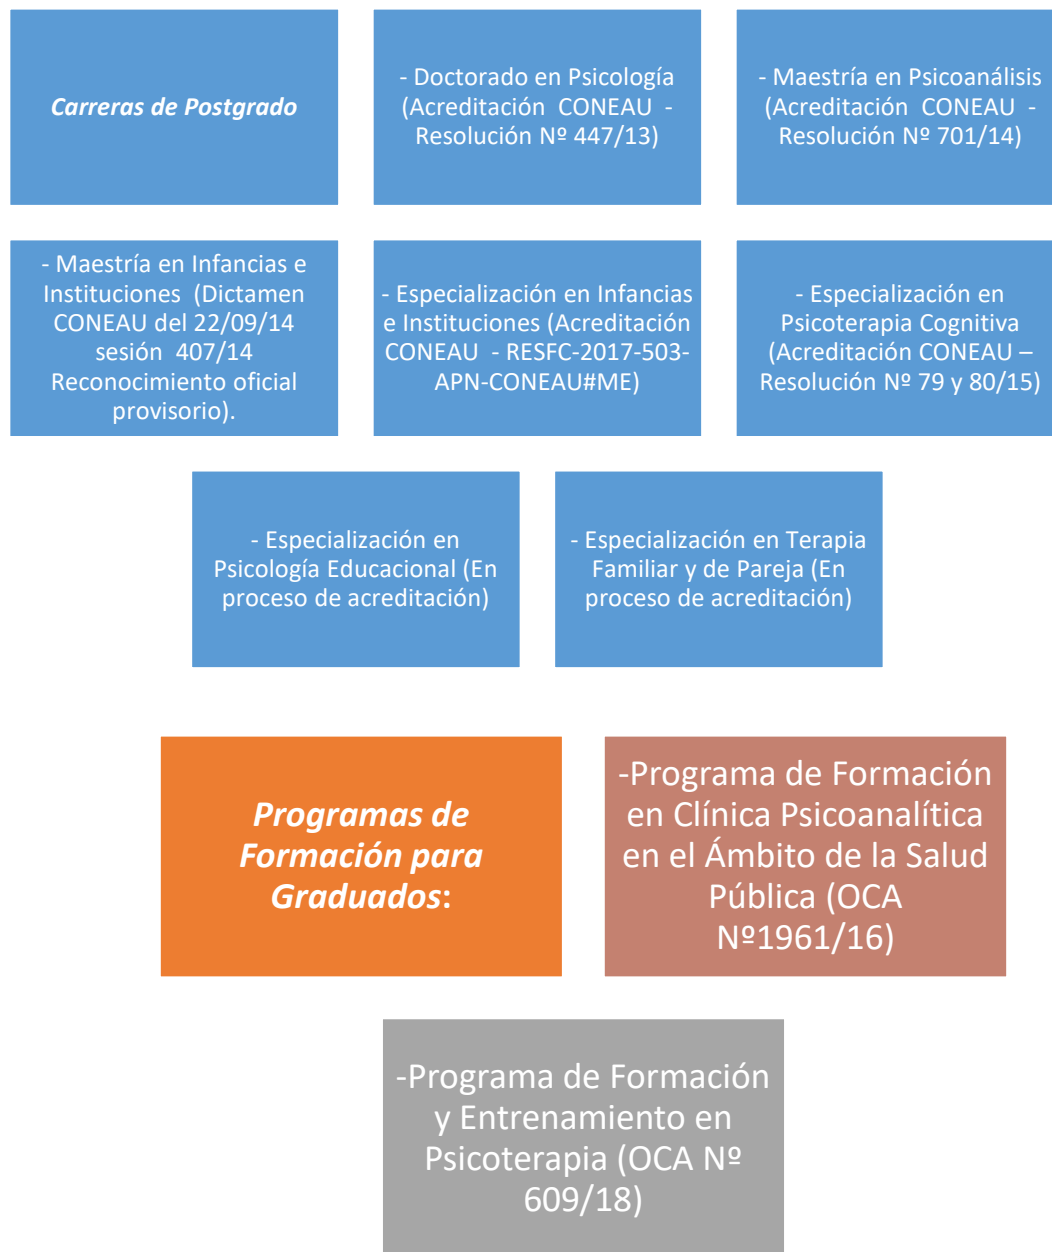 Carreras de Postgrado
- Doctorado en Psicología
(Acreditación CONEAU -
Resolución Nº 447/13)
- Maestría en Psicoanálisis
(Acreditación CONEAU -
Resolución Nº 701/14)
- Maestría en Infancias e
Instituciones (Dictamen
CONEAU del 22/09/14
sesión 407/14
Reconocimiento oficial
provisorio).
- Especialización en Infancias
e Instituciones (Acreditación
CONEAU - RESFC-2017-503-
APN-CONEAU#ME)
- Especialización en
Psicoterapia Cognitiva
(Acreditación CONEAU –
Resolución Nº 79 y 80/15)
- Especialización en
Psicología Educacional (En
proceso de acreditación)
- Especialización en Terapia
Familiar y de Pareja (En
proceso de acreditación)
Programas de
Formación para
Graduados:
-Programa de Formación
en Clínica Psicoanalítica
en el Ámbito de la Salud
Pública (OCA
Nº1961/16)
-Programa de Formación
y Entrenamiento en
Psicoterapia (OCA Nº
609/18)